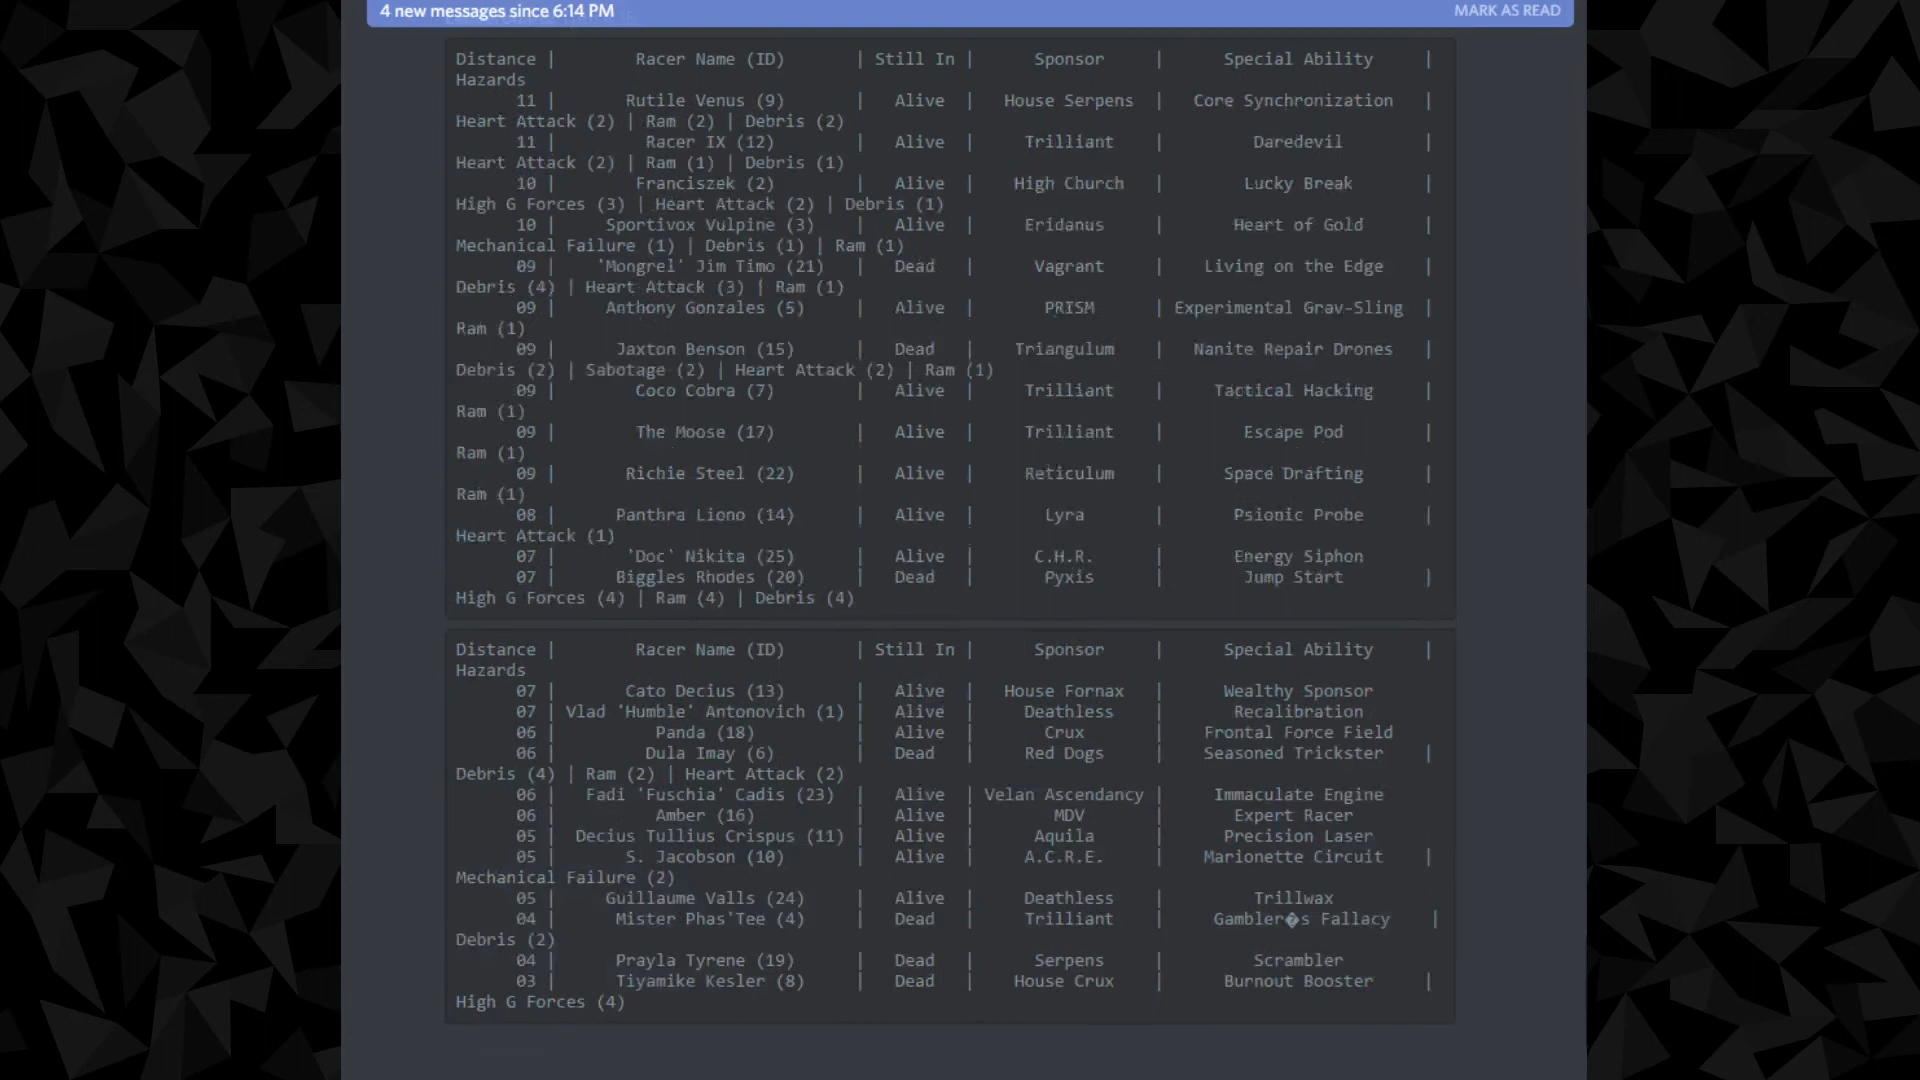 4 new messages since 6:14 PM MARK AS READ
Distance | Racer Name (ID) | Still In | Sponsor | Special Ability |
Hazards
11 | Rutile Venus (9) | Alive | House Serpens | Core Synchronization |
Heart Attack (2) | Ram (2) | Debris (2)
11 | Racer IX (12) | Alive | Trilliant | Daredevil |
Heart Attack (2) | Ram (1) | Debris (1)
10 | Franciszek (2) | Alive | High Church | Lucky Break |
High G Forces (3) | Heart Attack (2) | Debris (1)
10 | Sportivox Vulpine (3) | Alive | Eridanus | Heart of Gold |
Mechanical Failure (1) | Debris (1) | Ram (1)
09 | 'Mongrel' Jim Timo (21) | Dead | Vagrant | Living on the Edge |
Debris (4) | Heart Attack (3) | Ram (1)
09 | Anthony Gonzales (5) | Alive | PRISM | Experimental Grav-Sling |
Ram (1)
09 | Jaxton Benson (15) | Dead | Triangulum | Nanite Repair Drones |
Debris (2) | Sabotage (2) | Heart Attack (2) | Ram (1)
09 | Coco Cobra (7) | Alive | Trilliant | Tactical Hacking |
Ram (1)
09 | The Moose (17) | Alive | Trilliant | Escape Pod |
Ram (1)
09 | Richie Steel (22) | Alive | Reticulum | Space Drafting |
Ram (1)
08 | Panthra Liono (14) | Alive | Lyra | Psionic Probe |
Heart Attack (1)
07 | 'Doc' Nikita (25) | Alive | C.H.R. | Energy Siphon
07 | Biggles Rhodes (20) | Dead | Pyxis | Jump Start |
High G Forces (4) | Ram (4) | Debris (4)
Distance | Racer Name (ID) | Still In | Sponsor | Special Ability |
Hazards
07 | Cato Decius (13) | Alive | House Fornax | Wealthy Sponsor
07 | Vlad 'Humble' Antonovich (1) | Alive | Deathless | Recalibration
06 | Panda (18) | Alive | Crux | Frontal Force Field
06 | Dula Imay (6) | Dead | Red Dogs | Seasoned Trickster |
Debris (4) | Ram (2) | Heart Attack (2)
06 | Fadi 'Fuschia' Cadis (23) | Alive | Velan Ascendancy | Immaculate Engine
06 | Amber (16) | Alive | MDV | Expert Racer
05 | Decius Tullius Crispus (11) | Alive | Aquila | Precision Laser
05 | S. Jacobson (10) | Alive | A.C.R.E. | Marionette Circuit |
Mechanical Failure (2)
05 | Guillaume Valls (24) | Alive | Deathless | Trillwax
04 | Mister Phas'Tee (4) | Dead | Trilliant | Gambler�s Fallacy |
Debris (2)
04 | Prayla Tyrene (19) | Dead | Serpens | Scrambler
03 | Tiyamike Kesler (8) | Dead | House Crux | Burnout Booster |
High G Forces (4)